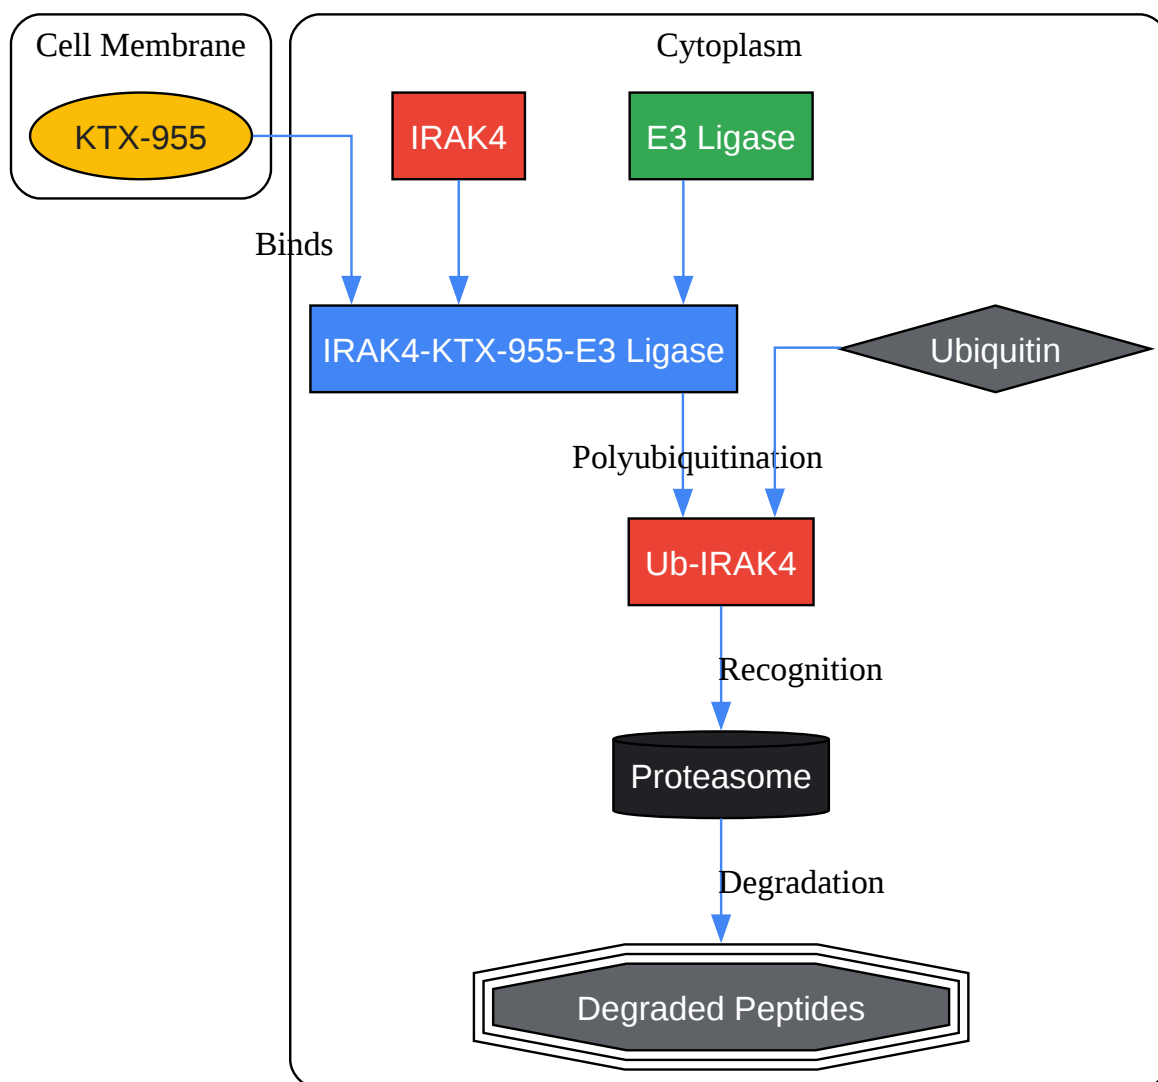 Cell Membrane
Cytoplasm
KTX-955
IRAK4
E3 Ligase
Binds
IRAK4-KTX-955-E3 Ligase
Ubiquitin
Polyubiquitination
Ub-IRAK4
Recognition
Proteasome
Degradation
Degraded Peptides